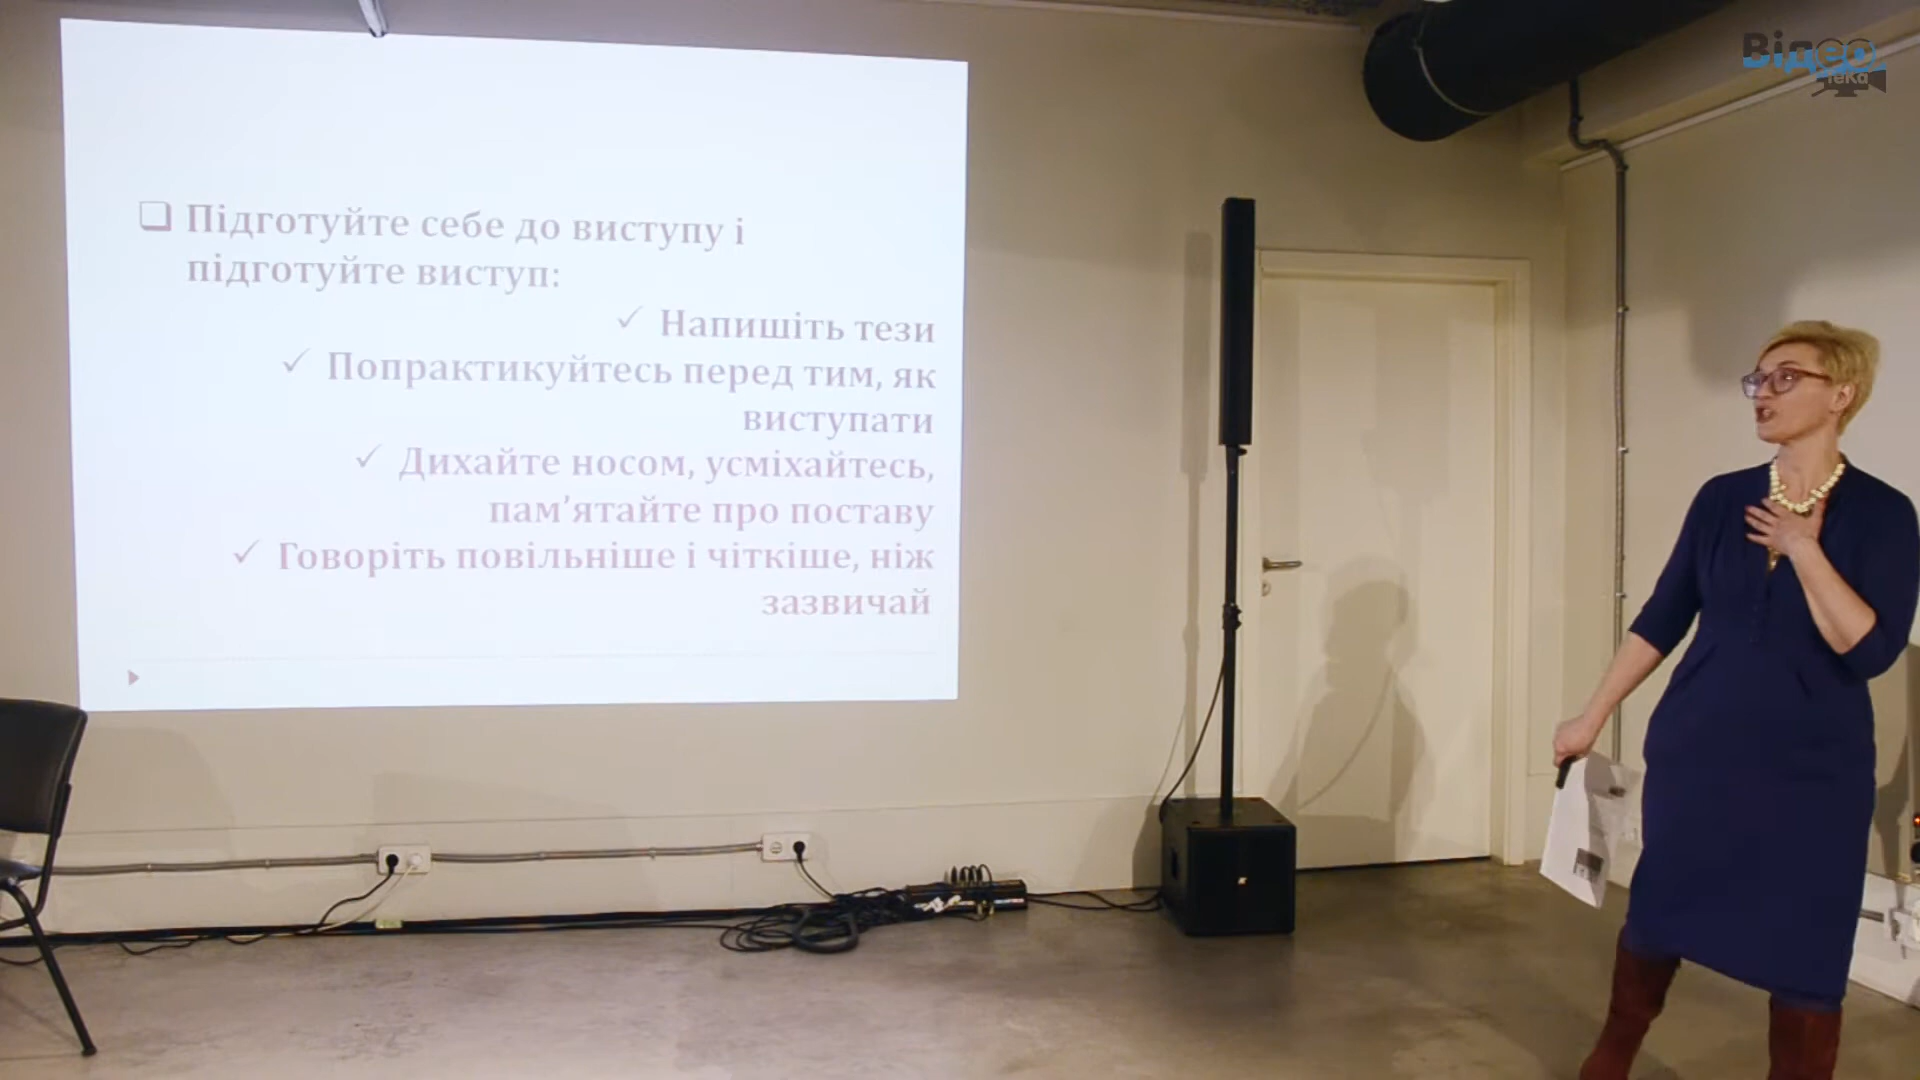 Підготуйте себе до виступу і
підготуйте виступ:
Напишіть тези
Попрактикуйтесь перед тим, як
виступати
Дихайте носом, усміхайтесь,
пам’ятайте про поставу
Говоріть повільніше і чіткіше, ніж
зазвичай
Відео
тека